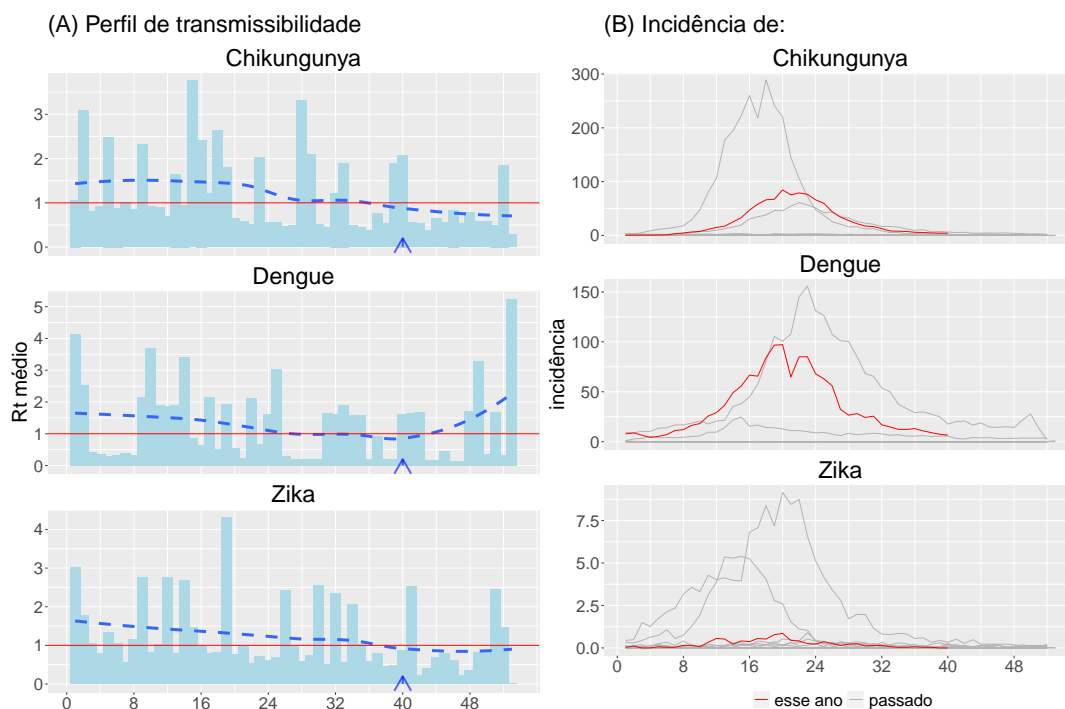 (A) Perfil de transmissibilidade
Chikungunya
3
2
1
0
Dengue
5
4
3
2
1
0
Zika
4
3
2
1
0
0 8 16 24 32 40 48
Rt médio
(B) Incidência de:
Chikungunya
300
200
100
0
Dengue
150
100
50
0
Zika
7.5
5.0
2.5
0.0
0 8 16 24 32 40 48
incidência
esse ano passado